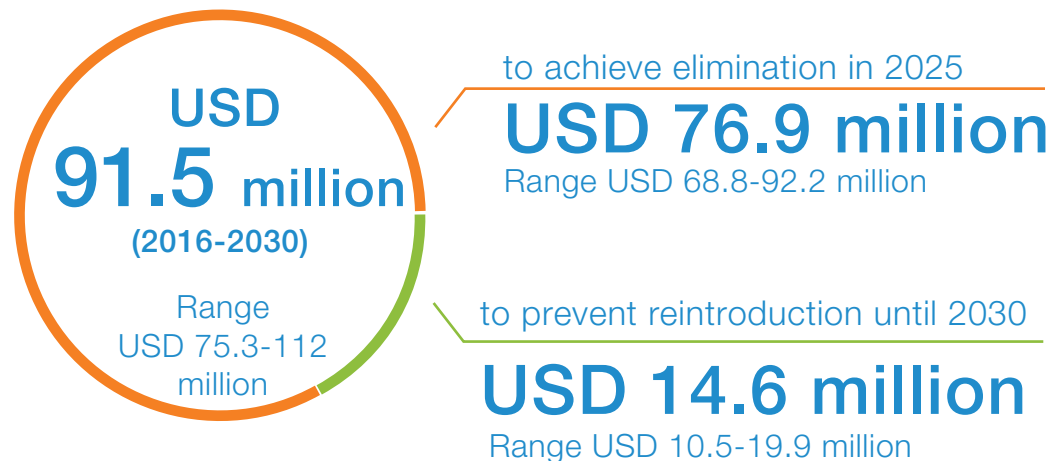 USD
91.5 million
(2016-2030)
Range
USD 75.3-112
million
to achieve elimination in 2025
USD 76.9 million
Range USD 68.8-92.2 million
to prevent reintroduction until 2030
USD 14.6 million
Range USD 10.5-19.9 million